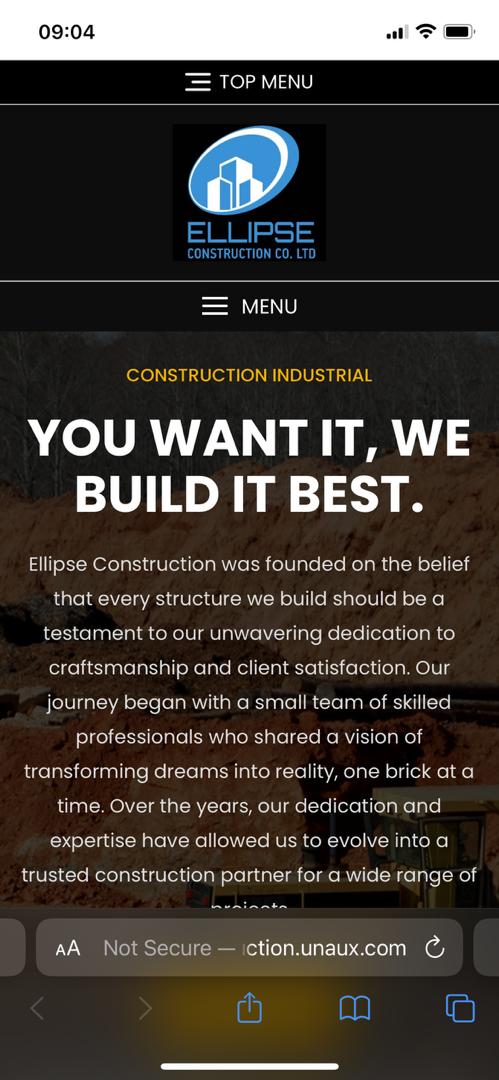 09:04
TOP MENU
ELLIPSE
CONSTRUCTION CO. LTD
MENU
CONSTRUCTION INDUSTRIAL
YOU WANT IT, WE
BUILD IT BEST.
Ellipse Construction was founded on the belief
that every structure we build should be a
testament to our unwavering dedication to
craftsmanship and client satisfaction. Our
journey began with a small team of skilled
professionals who shared a vision of
transforming dreams into reality, one brick at a
time. Over the years, our dedication and
expertise have allowed us to evolve into a
trusted construction partner for a wide range of
projects.
AA Not Secure — ction.unaux.com